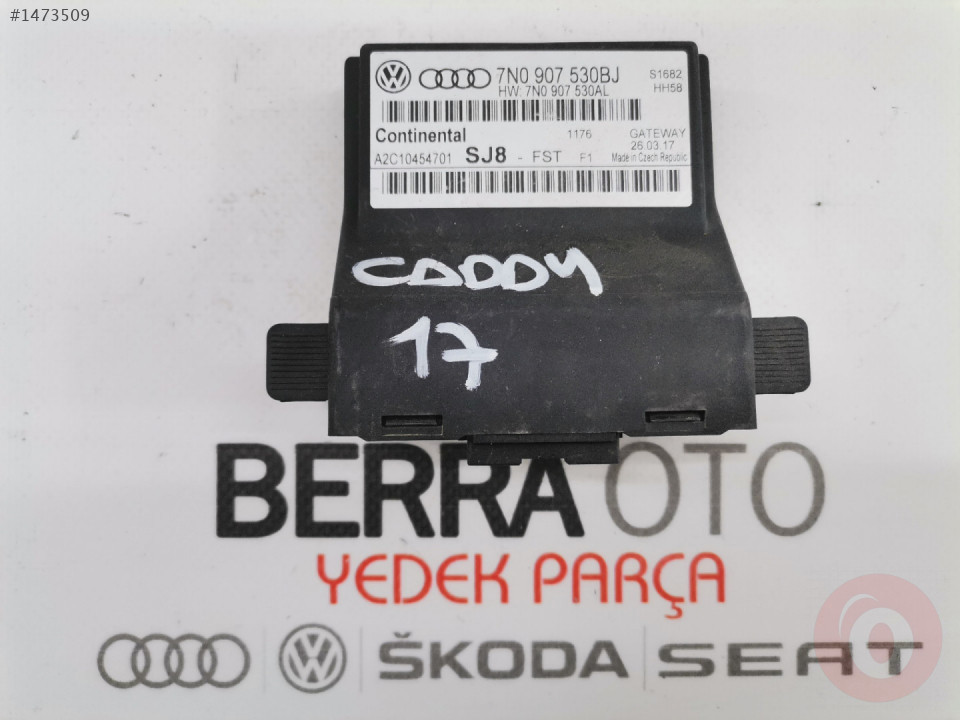 #1473509
7N0 907 530BJ S1682
HW: 7N0 907 530AL HH58
Continental 1176 GATEWAY
26.03.17
A2C10454701 SJ8 - FST F1 Made in Czech Republic
CADDY
17
BERRA OTO
YEDEK PARÇA
ŠKODA SEAT